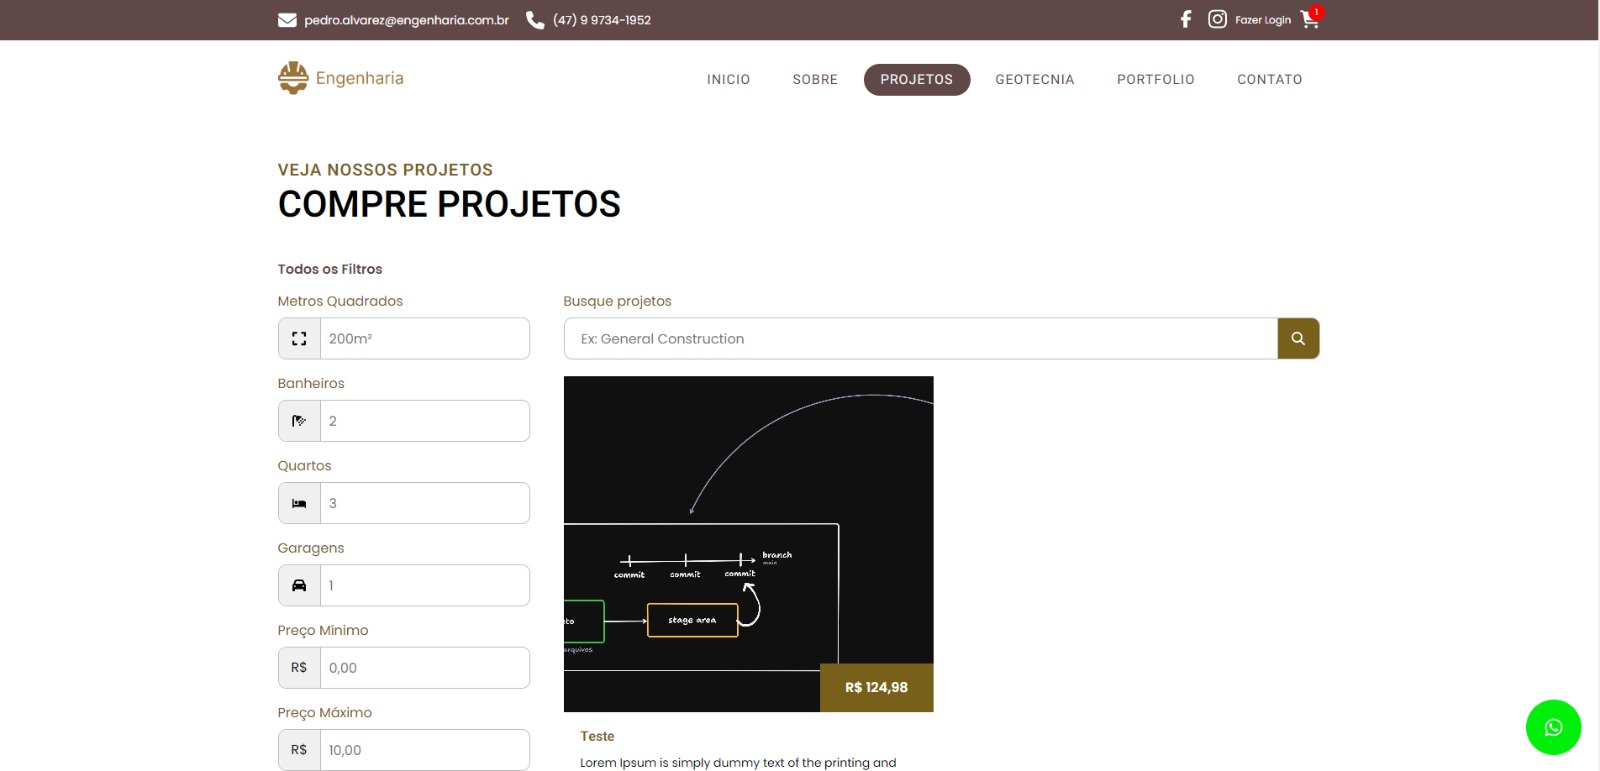 pedro.alvarez@engenharia.com.br (47) 9 9734-1952 Fazer Login 1
Engenharia INICIO SOBRE PROJETOS GEOTECNIA PORTFOLIO CONTATO
VEJA NOSSOS PROJETOS
COMPRE PROJETOS
Todos os Filtros
Metros Quadrados
200m²
Banheiros
2
Quartos
3
Garagens
1
Preço Mínimo
R$ 0,00
Preço Máximo
R$ 10,00
Busque projetos
Ex: General Construction
branch
main
commit commit commit
eto stage area
arquives
R$ 124,98
Teste
Lorem Ipsum is simply dummy text of the printing and